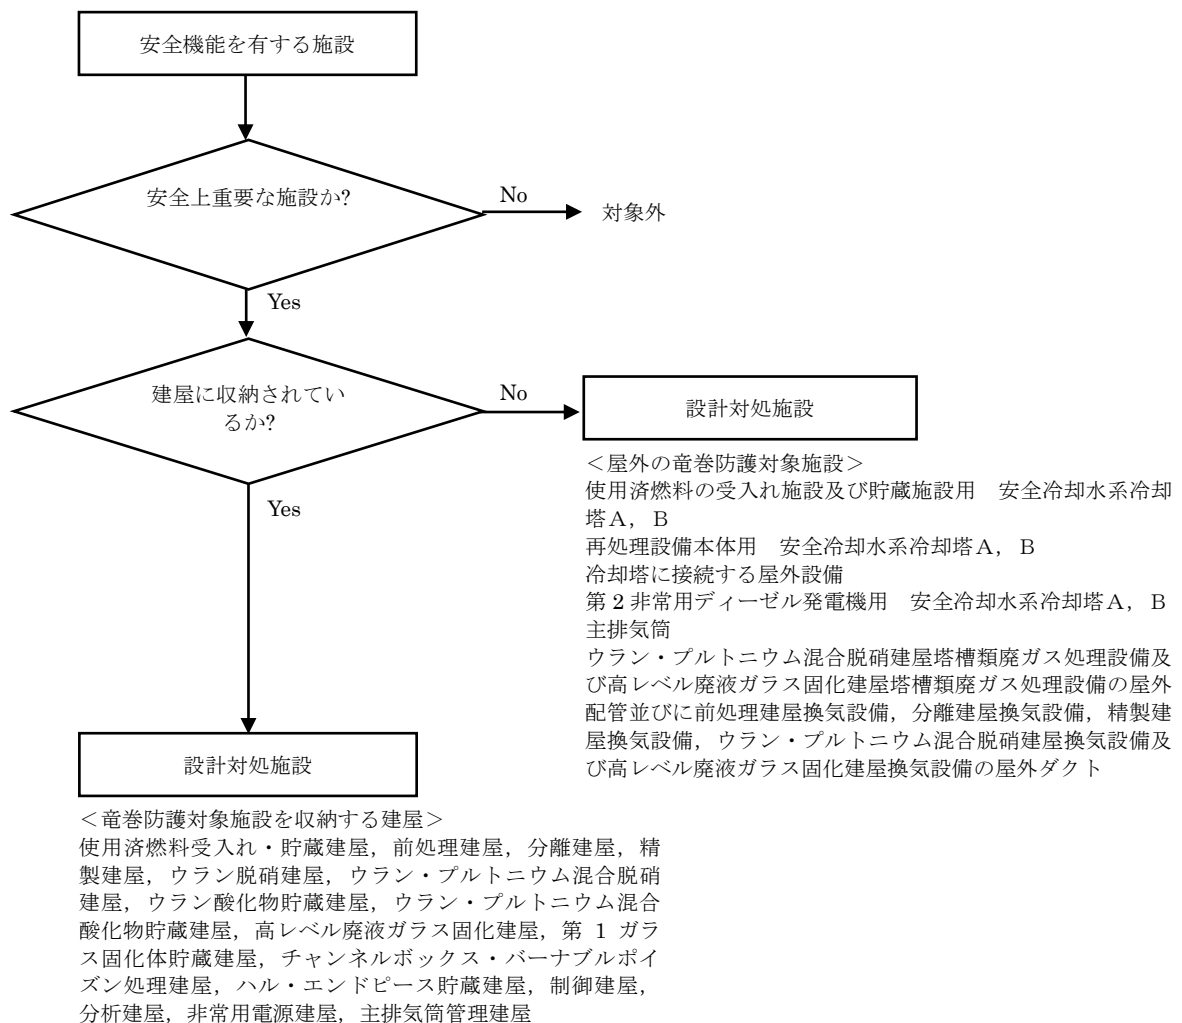 安全機能を有する施設
安全上重要な施設か?
No
対象外
Yes
建屋に収納されてい
るか?
No
設計対処施設
＜屋外の竜巻防護対象施設＞
使用済燃料の受入れ施設及び貯蔵施設用　安全冷却水系冷却
塔Ａ，Ｂ
再処理設備本体用　安全冷却水系冷却塔Ａ，Ｂ
冷却塔に接続する屋外設備
第２非常用ディーゼル発電機用　安全冷却水系冷却塔Ａ，Ｂ
主排気筒
ウラン・プルトニウム混合脱硝建屋塔槽類廃ガス処理設備及
び高レベル廃液ガラス固化建屋塔槽類廃ガス処理設備の屋外
配管並びに前処理建屋換気設備，分離建屋換気設備，精製建
屋換気設備，ウラン・プルトニウム混合脱硝建屋換気設備及
び高レベル廃液ガラス固化建屋換気設備の屋外ダクト
Yes
設計対処施設
＜竜巻防護対象施設を収納する建屋＞
使用済燃料受入れ・貯蔵建屋，前処理建屋，分離建屋，精
製建屋，ウラン脱硝建屋，ウラン・プルトニウム混合脱硝
建屋，ウラン酸化物貯蔵建屋，ウラン・プルトニウム混合
酸化物貯蔵建屋，高レベル廃液ガラス固化建屋，第 1 ガラ
ス固化体貯蔵建屋，チャンネルボックス・バーナブルポイ
ズン処理建屋，ハル・エンドピース貯蔵建屋，制御建屋，
分析建屋，非常用電源建屋，主排気筒管理建屋